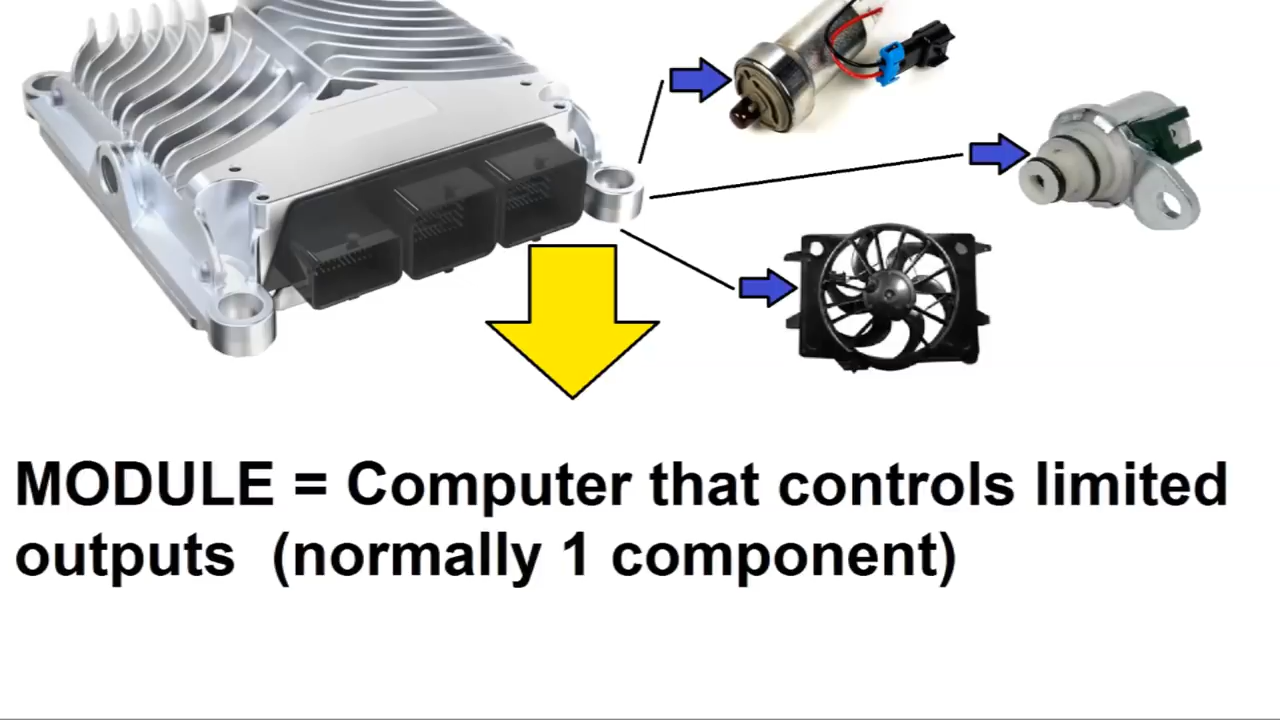 MODULE = Computer that controls limited
outputs (normally 1 component)